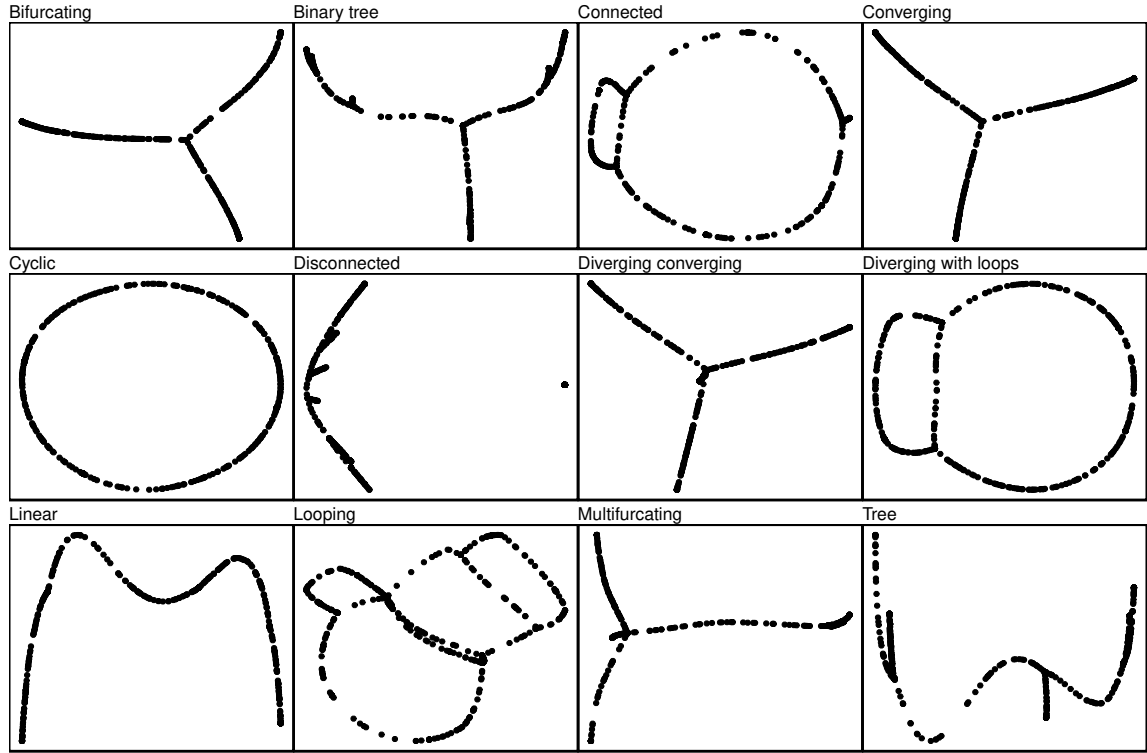 Bifurcating
Binary tree
Connected
Converging
Cyclic
Disconnected
Diverging converging
Diverging with loops
Linear
Looping
Multifurcating
Tree